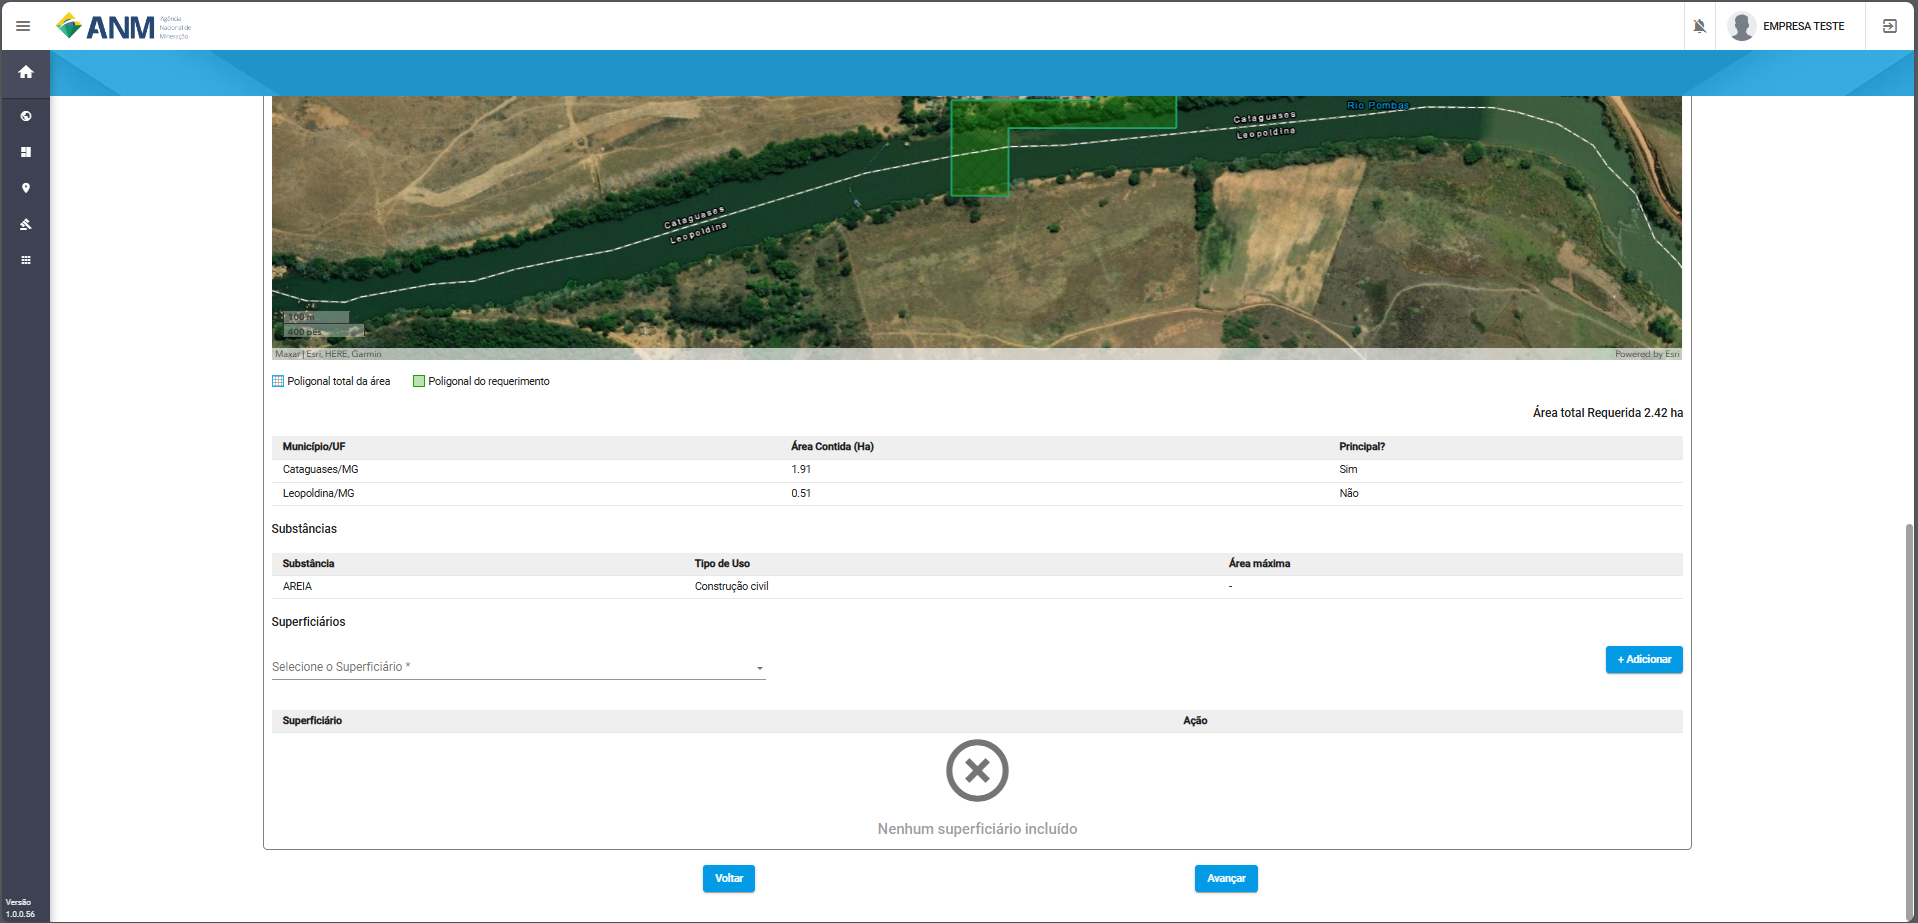 ANM
Agência
Nacional de
Mineração
EMPRESA TESTE
Rio Pombas
Cataguases
Leopoldina
Cataguases
Leopoldina
100 m
400 pés
Maxar | Esri, HERE, Garmin
Powered by Esri
Poligonal total da área
Poligonal do requerimento
Área total Requerida 2.42 ha
Município/UF Área Contida (Ha) Principal?
Cataguases/MG 1.91 Sim
Leopoldina/MG 0.51 Não
Substâncias
Substância Tipo de Uso Área máxima
AREIA Construção civil -
Superficiários
Selecione o Superficiário *
+ Adicionar
Superficiário Ação
Nenhum superficiário incluído
Voltar Avançar
Versão
1.0.0.56